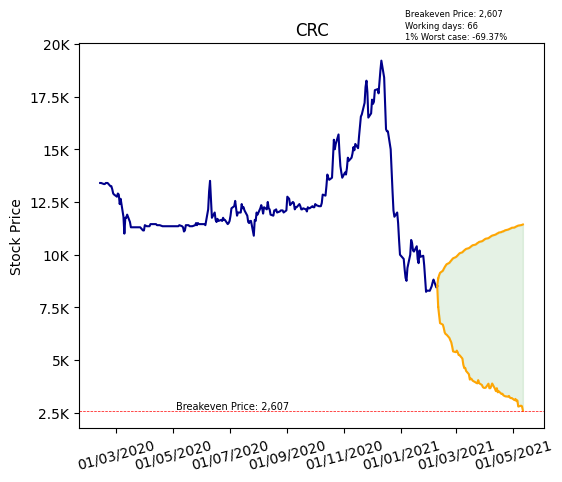 Breakeven Price: 2,607
Working days: 66
1% Worst case: -69.37%
CRC
20K
17.5K
15K
12.5K
10K
7.5K
5K
2.5K
Stock Price
Breakeven Price: 2,607
01/03/2020
01/05/2020
01/07/2020
01/09/2020
01/11/2020
01/01/2021
01/03/2021
01/05/2021